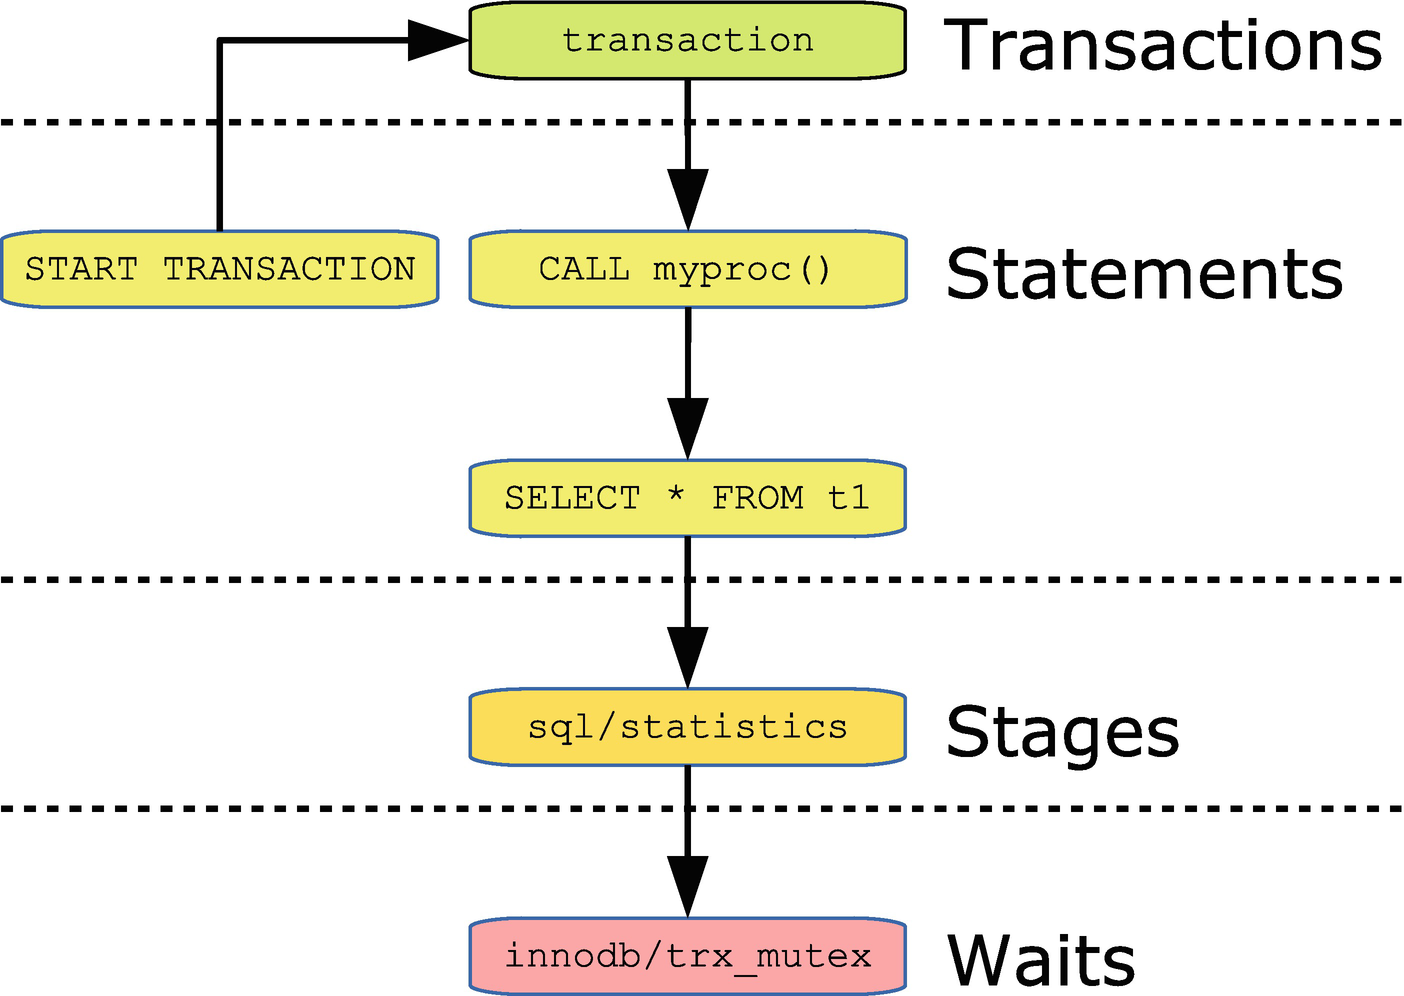 transaction
Transactions
START TRANSACTION
CALL myproc()
Statements
SELECT * FROM t1
sql/statistics
Stages
innodb/trx_mutex
Waits